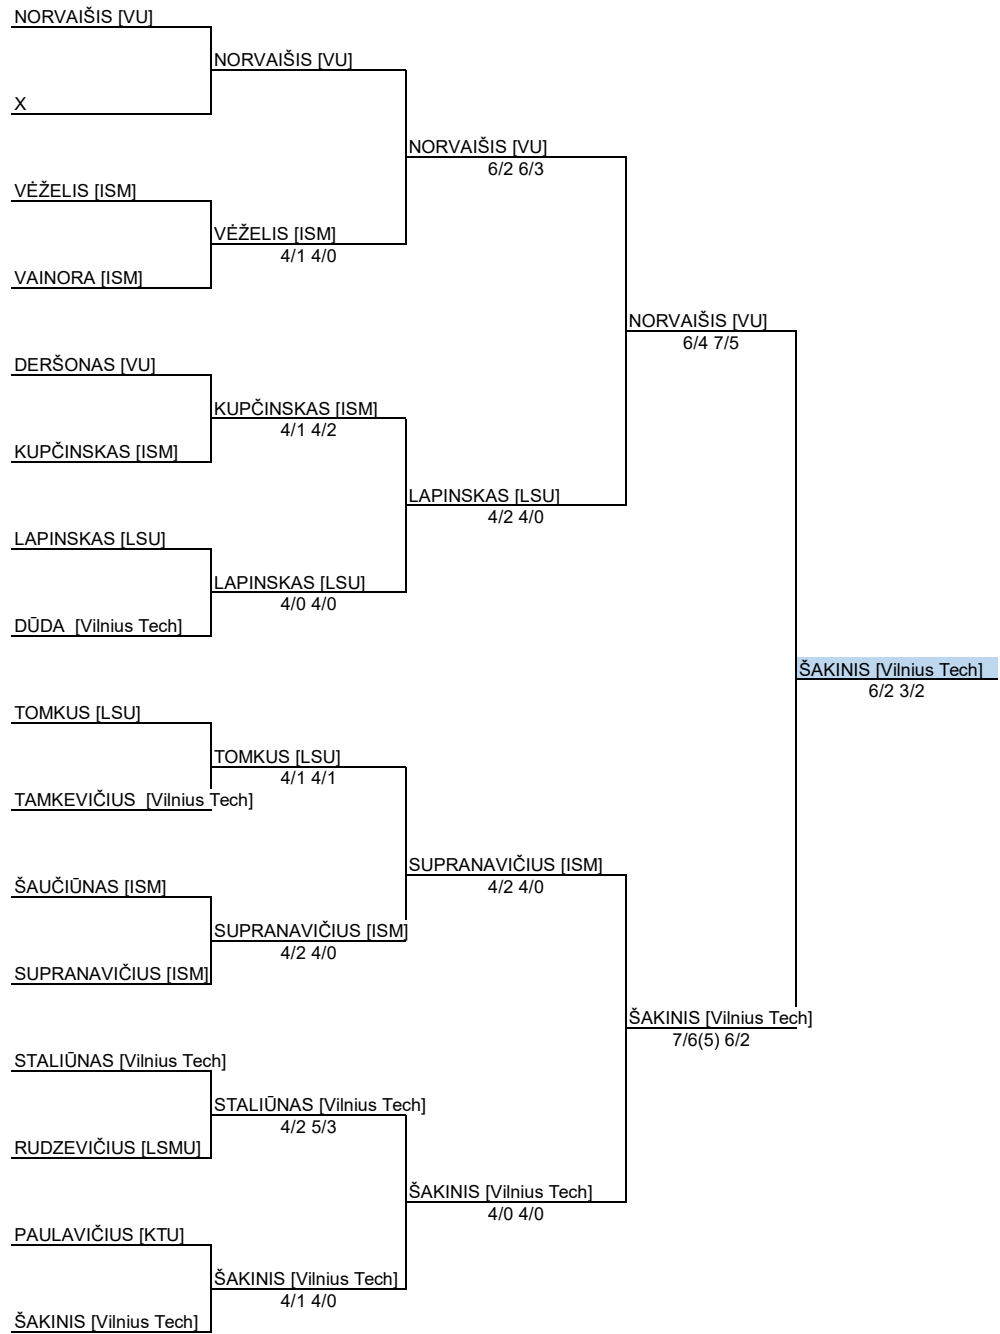 NORVAIŠIS [VU]
NORVAIŠIS [VU]
X
NORVAIŠIS [VU]
6/2 6/3
VĖŽELIS [ISM]
VĖŽELIS [ISM]
4/1 4/0
VAINORA [ISM]
NORVAIŠIS [VU]
6/4 7/5
DERŠONAS [VU]
KUPČINSKAS [ISM]
4/1 4/2
KUPČINSKAS [ISM]
LAPINSKAS [LSU]
4/2 4/0
LAPINSKAS [LSU]
LAPINSKAS [LSU]
4/0 4/0
DŪDA [Vilnius Tech]
ŠAKINIS [Vilnius Tech]
6/2 3/2
TOMKUS [LSU]
TOMKUS [LSU]
4/1 4/1
TAMKEVIČIUS [Vilnius Tech]
SUPRANAVIČIUS [ISM]
4/2 4/0
ŠAUČIŪNAS [ISM]
SUPRANAVIČIUS [ISM]
4/2 4/0
SUPRANAVIČIUS [ISM]
ŠAKINIS [Vilnius Tech]
7/6(5) 6/2
STALIŪNAS [Vilnius Tech]
STALIŪNAS [Vilnius Tech]
4/2 5/3
RUDZEVIČIUS [LSMU]
ŠAKINIS [Vilnius Tech]
4/0 4/0
PAULAVIČIUS [KTU]
ŠAKINIS [Vilnius Tech]
4/1 4/0
ŠAKINIS [Vilnius Tech]